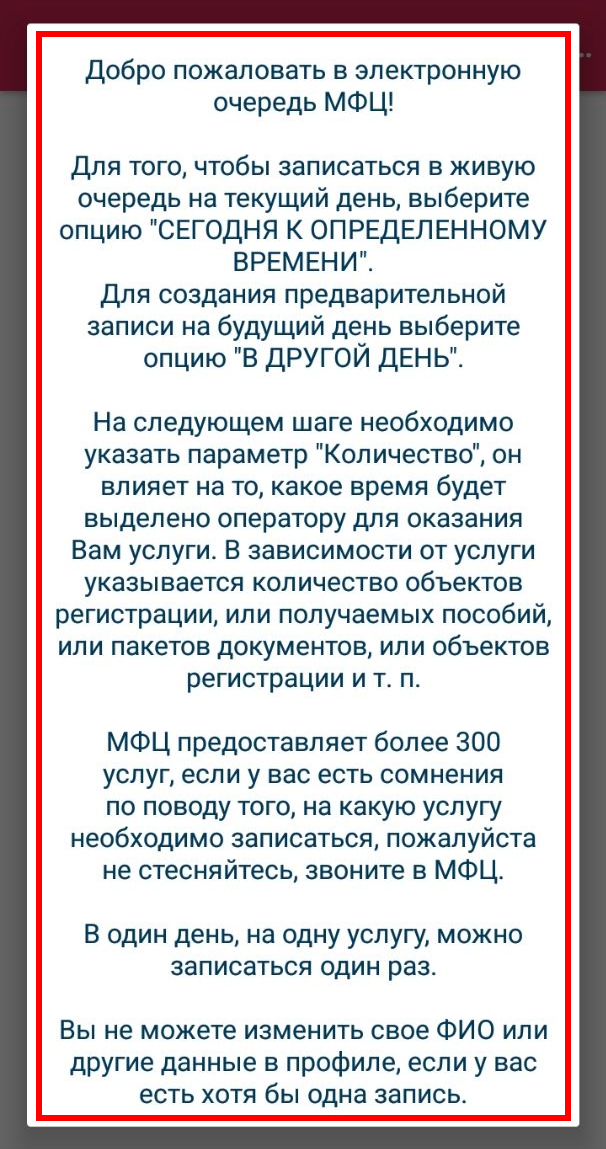 Добро пожаловать в электронную
очередь МФЦ!
Для того, чтобы записаться в живую
очередь на текущий день, выберите
опцию "СЕГОДНЯ К ОПРЕДЕЛЕННОМУ
ВРЕМЕНИ".
Для создания предварительной
записи на будущий день выберите
опцию "В ДРУГОЙ ДЕНЬ".
На следующем шаге необходимо
указать параметр "Количество", он
влияет на то, какое время будет
выделено оператору для оказания
Вам услуги. В зависимости от услуги
указывается количество объектов
регистрации, или получаемых пособий,
или пакетов документов, или объектов
регистрации и т. п.
МФЦ предоставляет более 300
услуг, если у вас есть сомнения
по поводу того, на какую услугу
необходимо записаться, пожалуйста
не стесняйтесь, звоните в МФЦ.
В один день, на одну услугу, можно
записаться один раз.
Вы не можете изменить свое ФИО или
другие данные в профиле, если у вас
есть хотя бы одна запись.